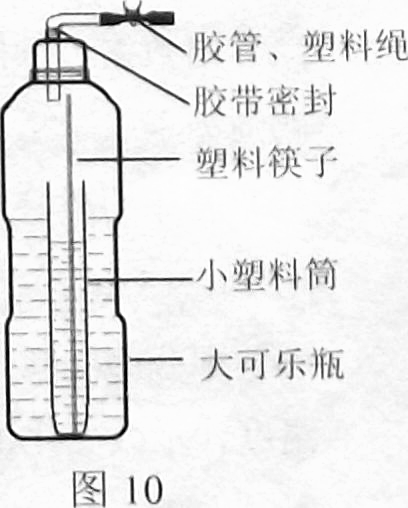 胶管、塑料绳
胶带密封
塑料筷子
小塑料筒
大可乐瓶
图 10